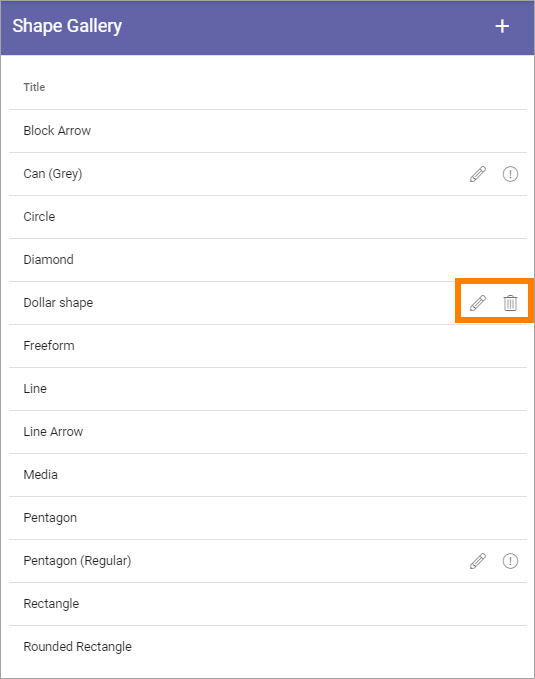 Shape Gallery
Title
Block Arrow
Can (Grey)
Circle
Diamond
Dollar shape
Freeform
Line
Line Arrow
Media
Pentagon
Pentagon (Regular)
Rectangle
Rounded Rectangle